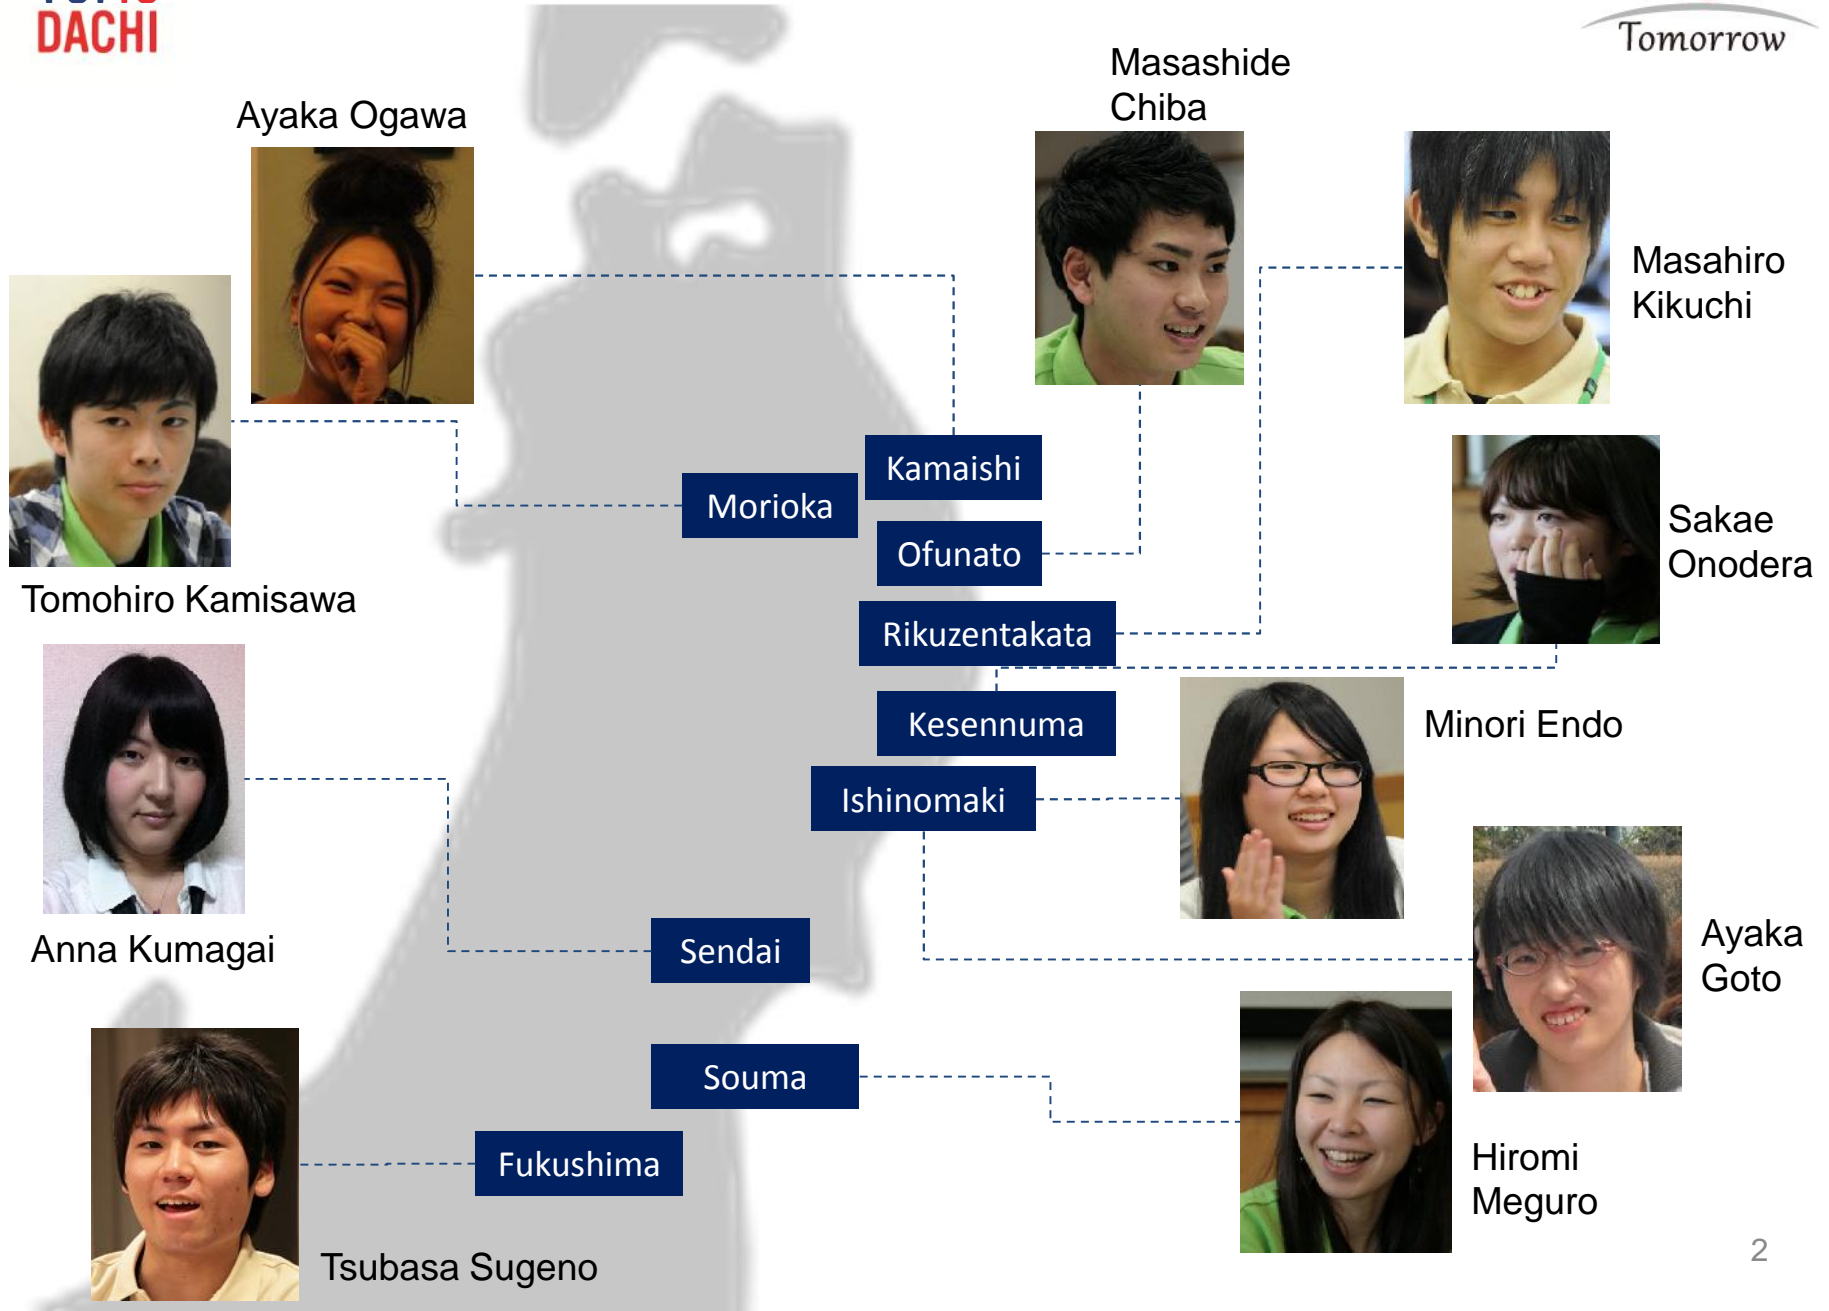 DACHI
Tomorrow
Masashide
Chiba
Ayaka Ogawa
Masahiro
Kikuchi
Kamaishi
Morioka
Sakae
Onodera
Ofunato
Tomohiro Kamisawa
Rikuzentakata
Kesennuma
Minori Endo
Ishinomaki
Anna Kumagai
Sendai
Ayaka
Goto
Souma
Fukushima
Hiromi
Meguro
Tsubasa Sugeno
2